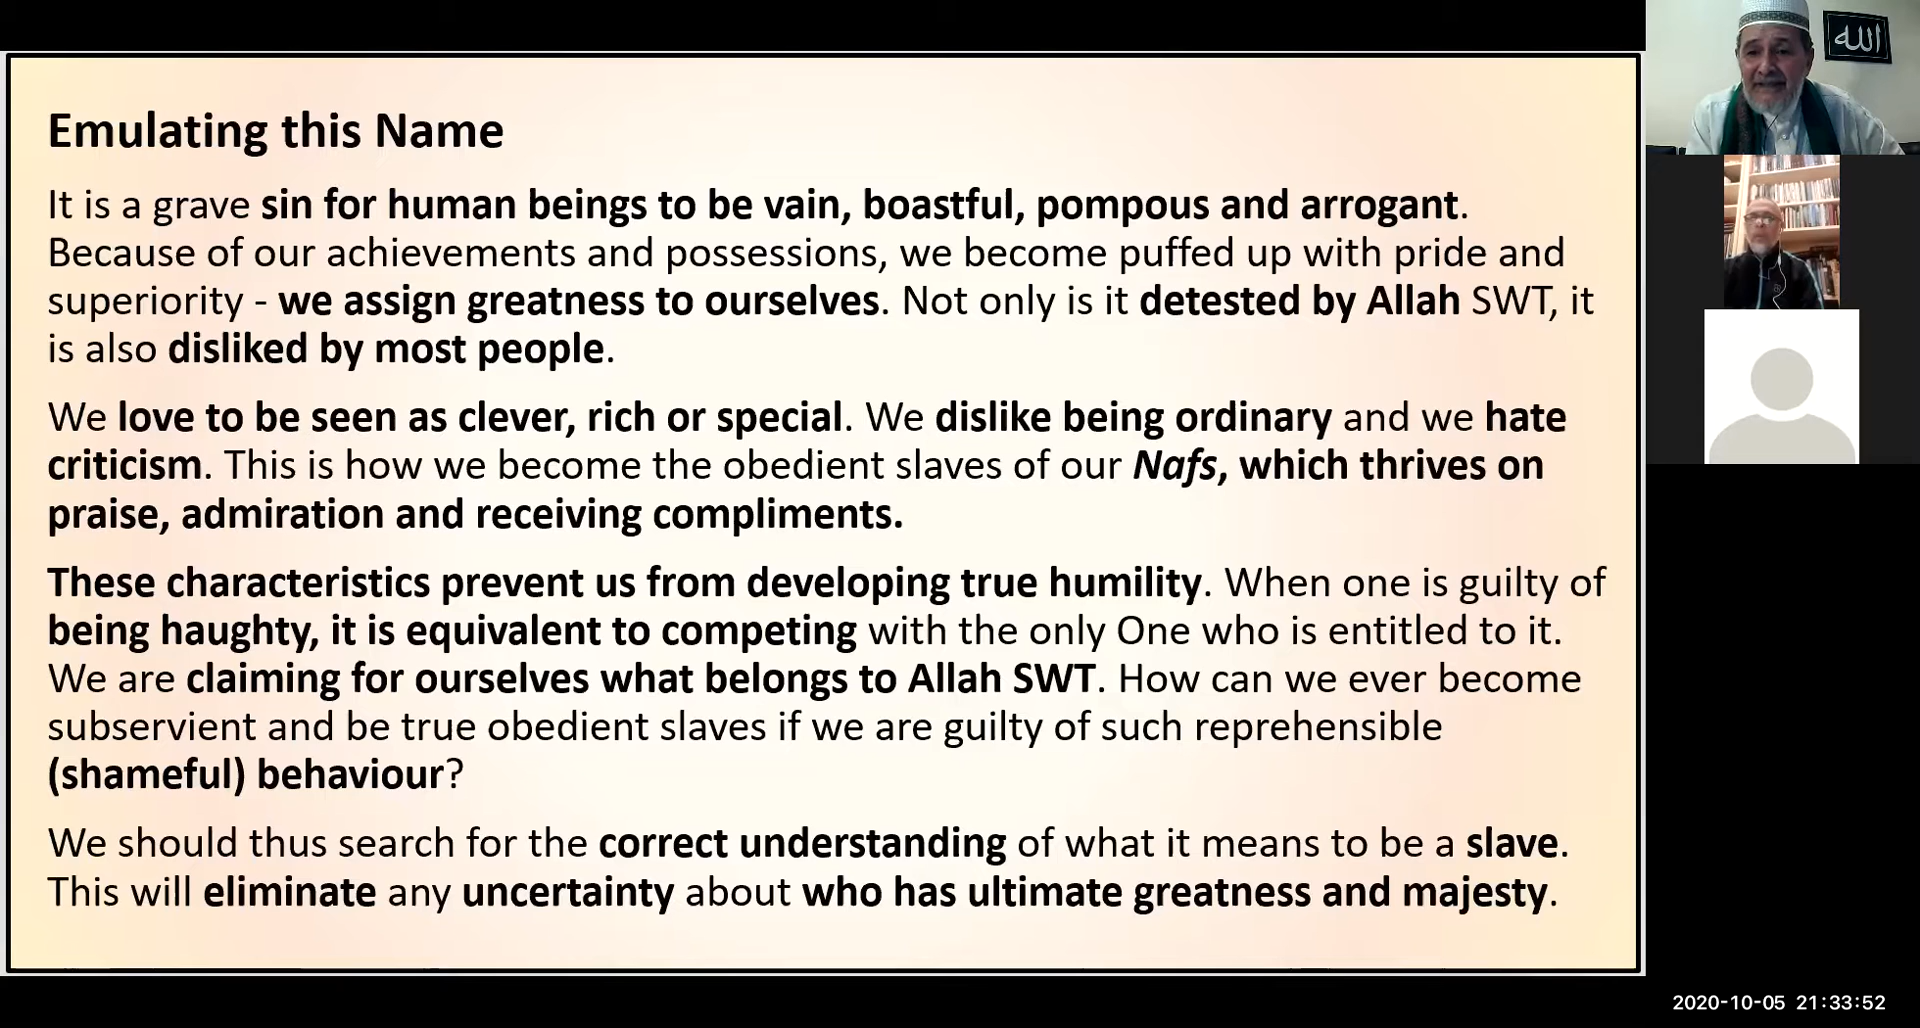 Emulating this Name
It is a grave sin for human beings to be vain, boastful, pompous and arrogant.
Because of our achievements and possessions, we become puffed up with pride and
superiority - we assign greatness to ourselves. Not only is it detested by Allah SWT, it
is also disliked by most people.
We love to be seen as clever, rich or special. We dislike being ordinary and we hate
criticism. This is how we become the obedient slaves of our Nafs, which thrives on
praise, admiration and receiving compliments.
These characteristics prevent us from developing true humility. When one is guilty of
being haughty, it is equivalent to competing with the only One who is entitled to it.
We are claiming for ourselves what belongs to Allah SWT. How can we ever become
subservient and be true obedient slaves if we are guilty of such reprehensible
(shameful) behaviour?
We should thus search for the correct understanding of what it means to be a slave.
This will eliminate any uncertainty about who has ultimate greatness and majesty.
الله
2020-10-05 21:33:52